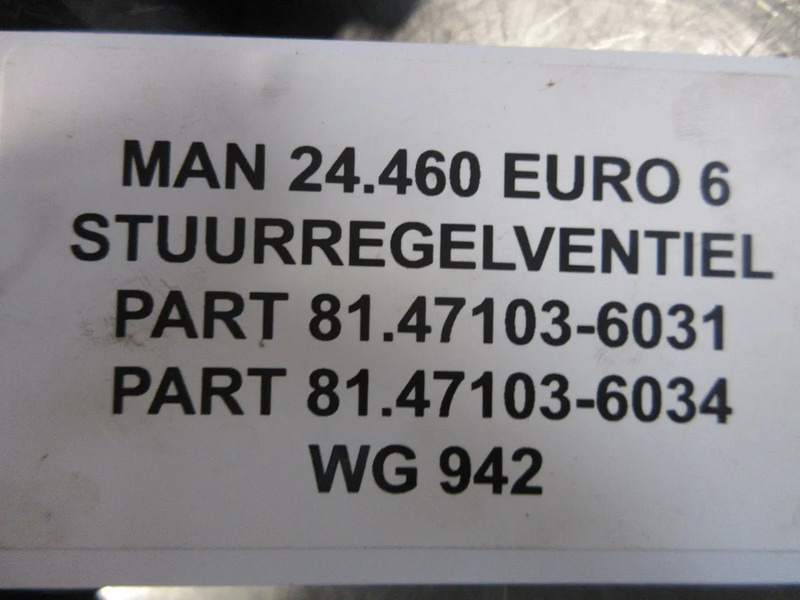 MAN 24.460 EURO 6
STUURREGELVENTIEL
PART 81.47103-6031
PART 81.47103-6034
WG 942